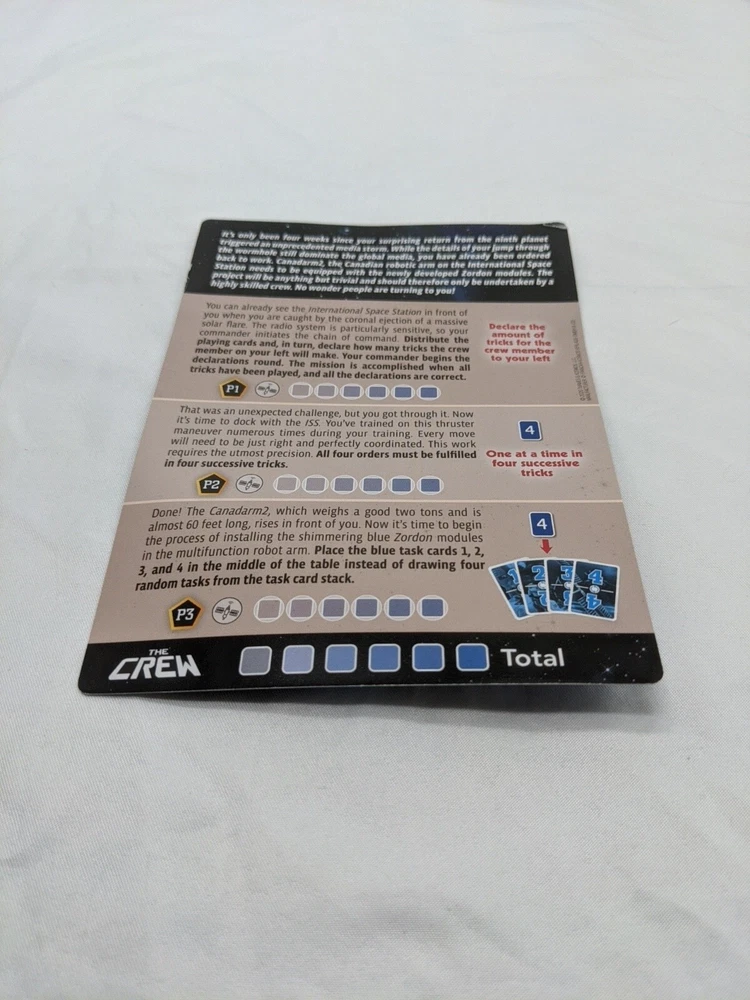 It's only been four weeks since your surprising return from the ninth planet
triggered an unprecedented media storm. While the details of your jump through
the wormhole still dominate the global media, you have already been ordered
back to work. Canadarm2, the Canadian robotic arm on the International Space
Station needs to be equipped with the newly developed Zordon modules. The
project will be anything but trivial and should therefore only be undertaken by a
highly skilled crew. No wonder people are turning to you!
You can already see the International Space Station in front of
you when you are caught by the coronal ejection of a massive
solar flare. The radio system is particularly sensitive, so your
commander initiates the chain of command. Distribute the
playing cards and, in turn, declare how many tricks the crew
member on your left will make. Your commander begins the
declarations round. The mission is accomplished when all
tricks have been played, and all the declarations are correct.
P1
Declare the
amount of
tricks for the
crew member
to your left
That was an unexpected challenge, but you got through it. Now
it's time to dock with the ISS. You've trained on this thruster
maneuver numerous times during your training. Every move
will need to be just right and perfectly coordinated. This work
requires the utmost precision. All four orders must be fulfilled
in four successive tricks.
P2
4
One at a time in
four successive
tricks
Done! The Canadarm2, which weighs a good two tons and is
almost 60 feet long, rises in front of you. Now it's time to begin
the process of installing the shimmering blue Zordon modules
in the multifunction robot arm. Place the blue task cards 1, 2,
3, and 4 in the middle of the table instead of drawing four
random tasks from the task card stack.
P3
4
1 2 3 4
THE
CREW
Total